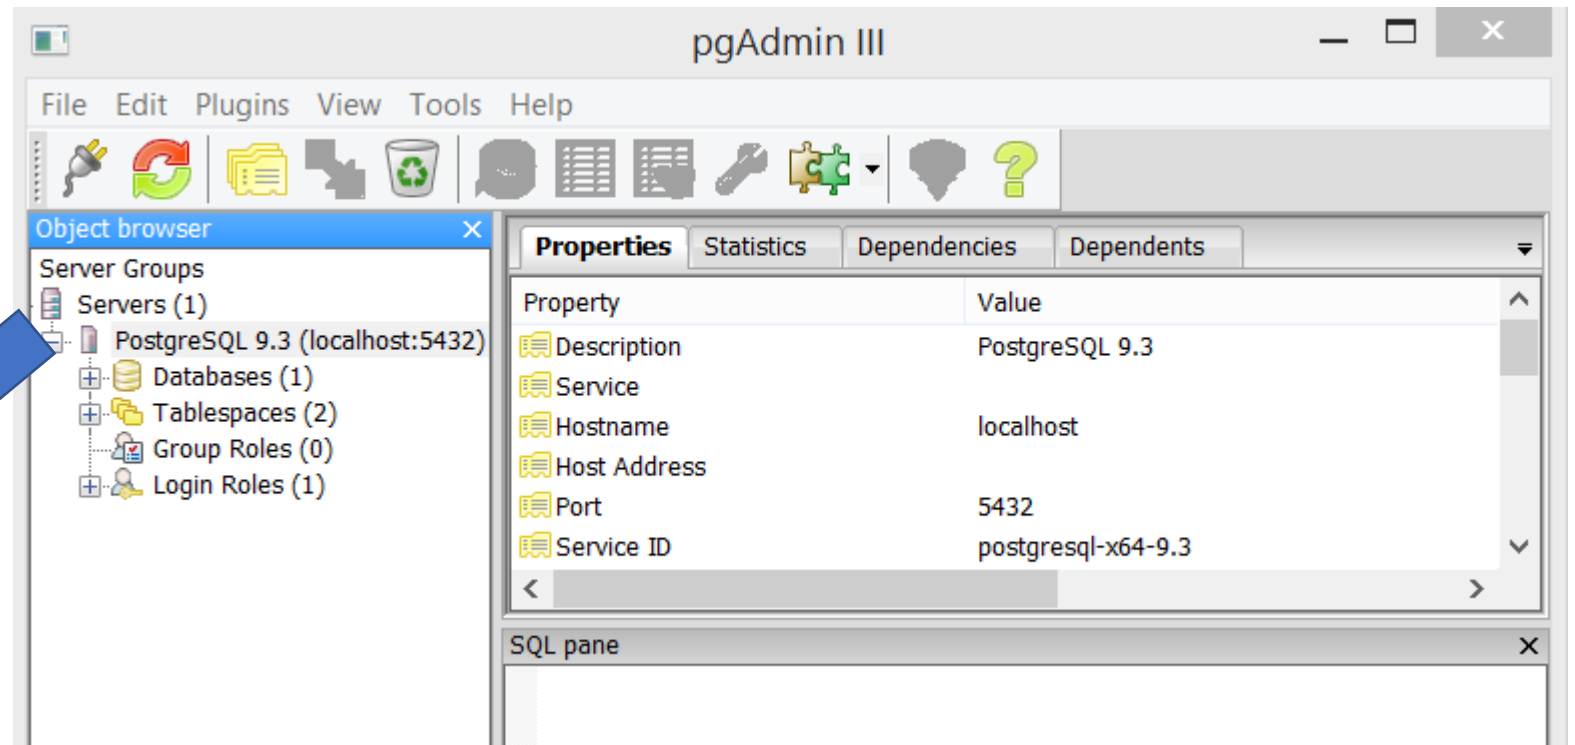 pgAdmin III
File Edit Plugins View Tools Help
Object browser
Server Groups
Servers (1)
PostgreSQL 9.3 (localhost:5432)
Databases (1)
Tablespaces (2)
Group Roles (0)
Login Roles (1)
Properties Statistics Dependencies Dependents
Property Value
Description PostgreSQL 9.3
Service
Hostname localhost
Host Address
Port 5432
Service ID postgresql-x64-9.3
SQL pane